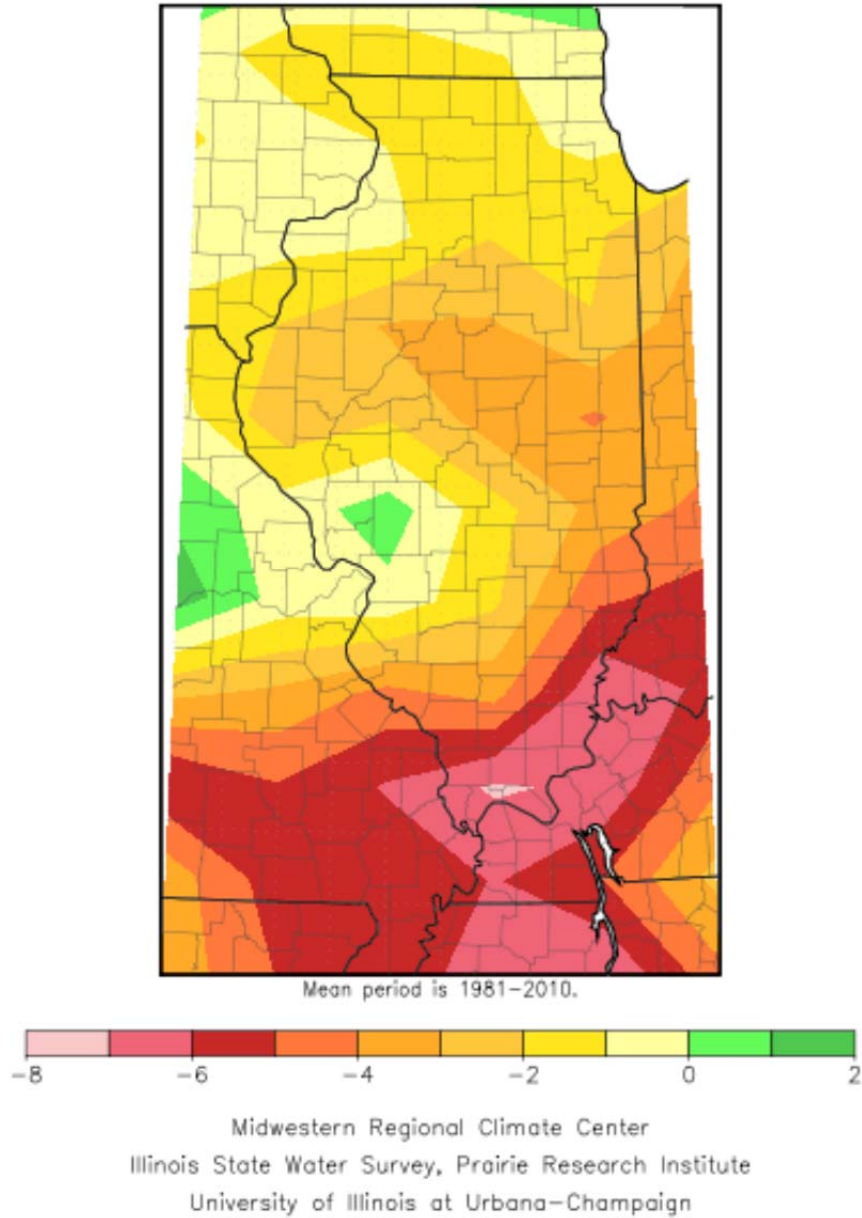 Mean period is 1981-2010.
-8 -6 -4 -2 0 2
Midwestern Regional Climate Center
Illinois State Water Survey, Prairie Research Institute
University of Illinois at Urbana-Champaign